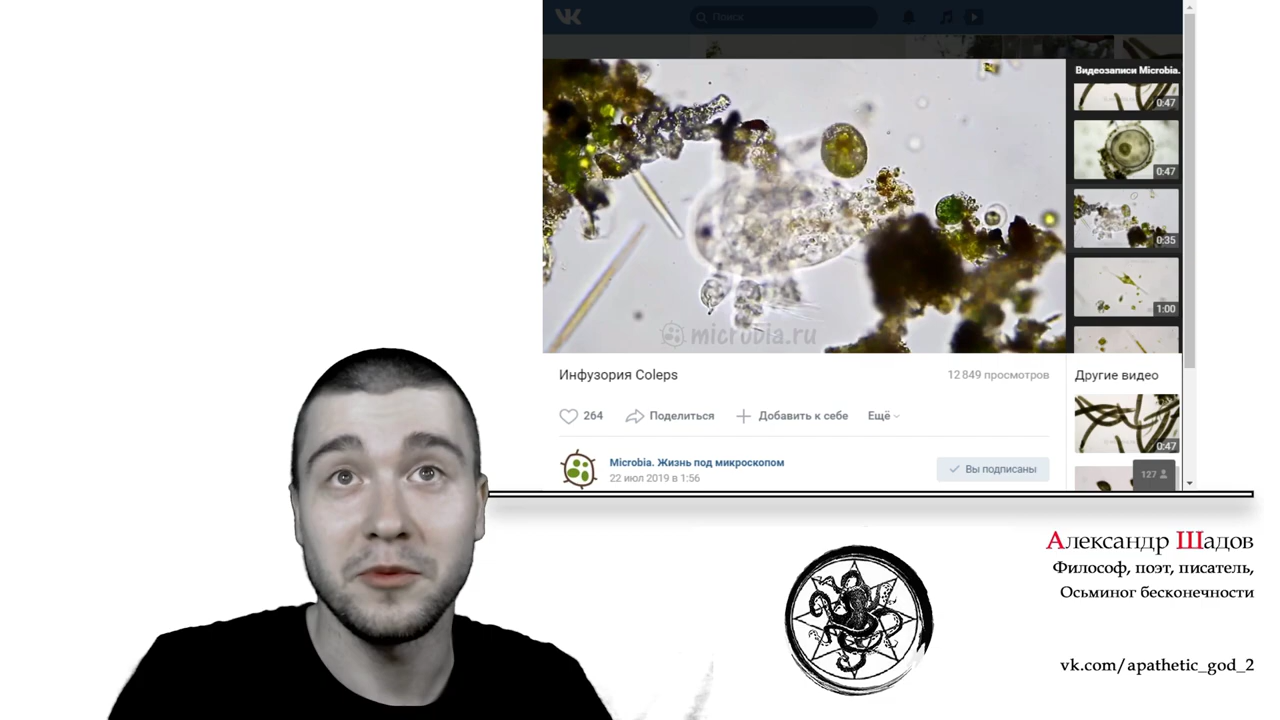 Поиск
Видеозаписи Microbia.
0:47
0:47
0:35
1:00
microbia.ru
Инфузория Coleps
12 849 просмотров
Другие видео
264
Поделиться
Добавить к себе
Ещё
0:47
Microbia. Жизнь под микроскопом
22 июл 2019 в 1:56
Вы подписаны
127
Александр Шадов
Философ, поэт, писатель,
Осьминог бесконечности
vk.com/apathetic_god_2